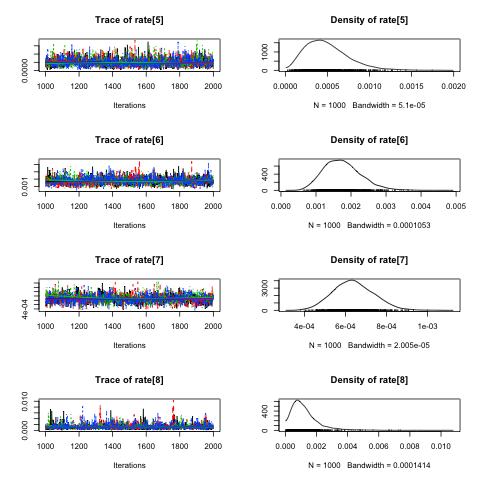 Trace of rate[5]
0.0000
1000 1200 1400 1600 1800 2000
Iterations
Density of rate[5]
0 1000
0.0000 0.0005 0.0010 0.0015 0.0020
N = 1000 Bandwidth = 5.1e-05
Trace of rate[6]
0.001
1000 1200 1400 1600 1800 2000
Iterations
Density of rate[6]
0 400
0.000 0.001 0.002 0.003 0.004 0.005
N = 1000 Bandwidth = 0.0001053
Trace of rate[7]
4e-04
1000 1200 1400 1600 1800 2000
Iterations
Density of rate[7]
0 3000
4e-04 6e-04 8e-04 1e-03
N = 1000 Bandwidth = 2.005e-05
Trace of rate[8]
0.000 0.010
1000 1200 1400 1600 1800 2000
Iterations
Density of rate[8]
0 400
0.000 0.002 0.004 0.006 0.008 0.010
N = 1000 Bandwidth = 0.0001414